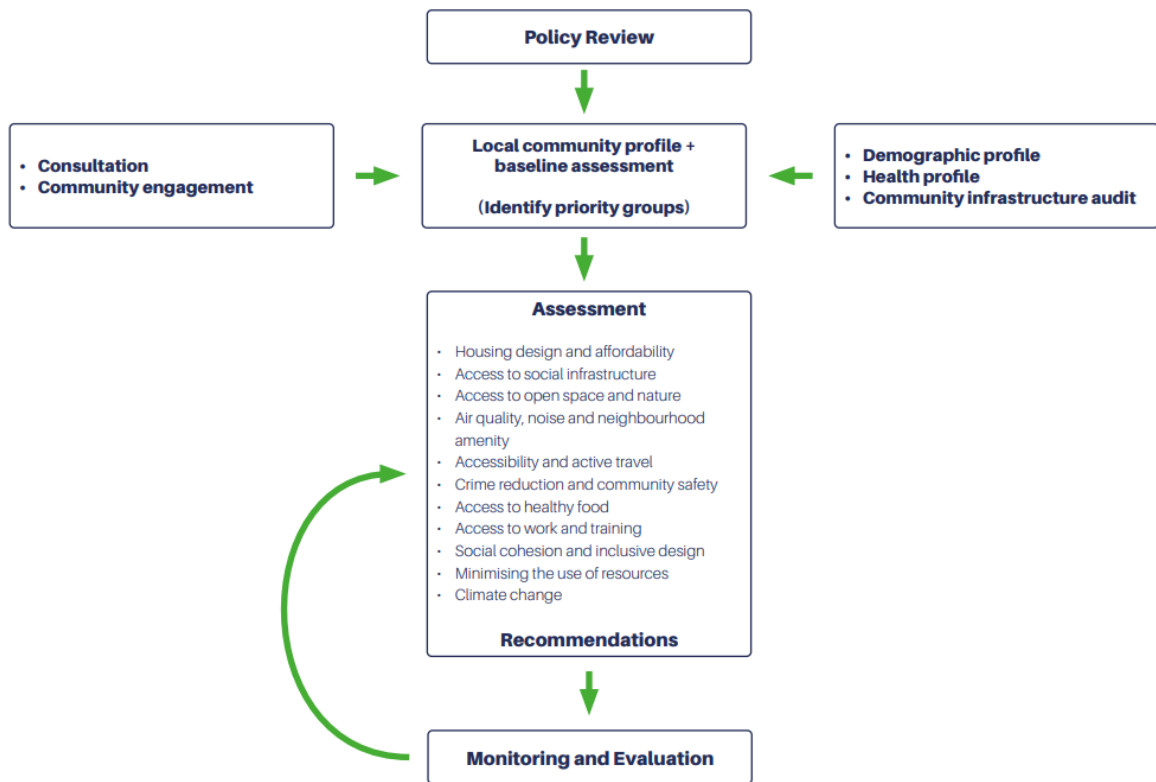 Policy Review
• Consultation
• Community engagement
Local community profile +
baseline assessment
(Identify priority groups)
• Demographic profile
• Health profile
• Community infrastructure audit
Assessment
• Housing design and affordability
• Access to social infrastructure
• Access to open space and nature
• Air quality, noise and neighbourhood
amenity
• Accessibility and active travel
• Crime reduction and community safety
• Access to healthy food
• Access to work and training
• Social cohesion and inclusive design
• Minimising the use of resources
• Climate change
Recommendations
Monitoring and Evaluation